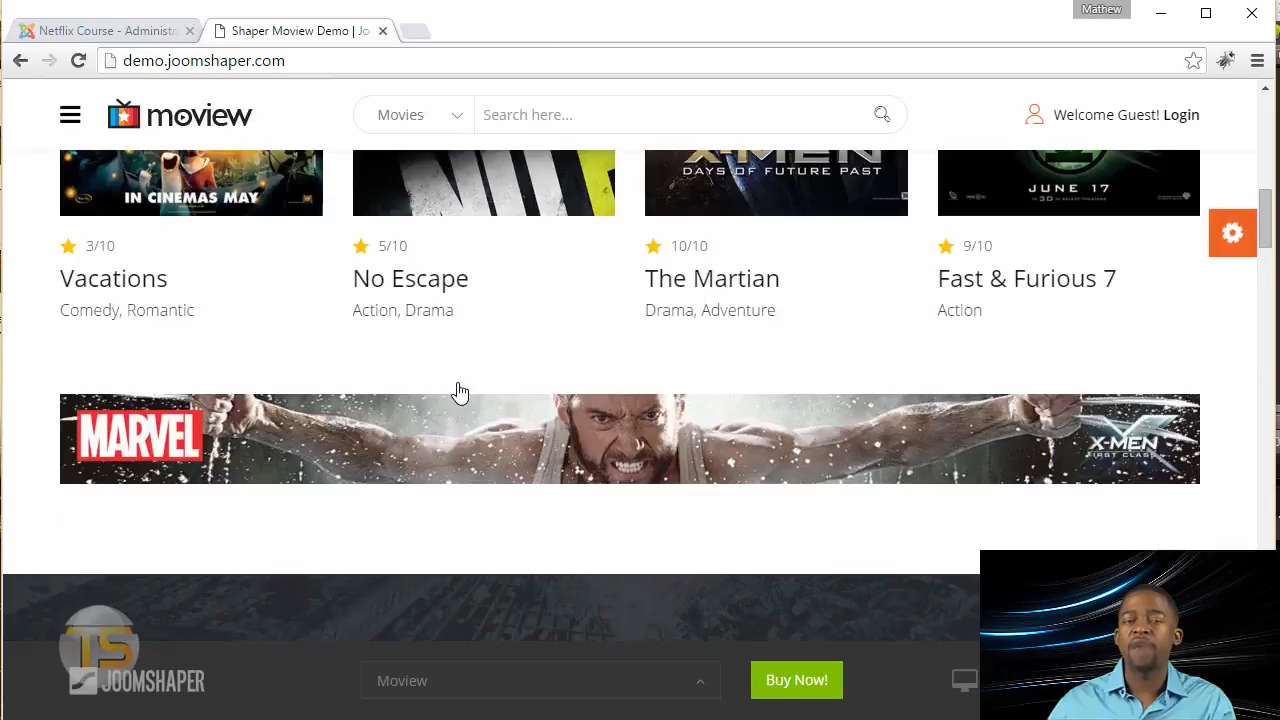 Mathew
Netflix Course - Administra
Shaper Moview Demo | Jo
demo.joomshaper.com
moview
Movies
Search here...
Welcome Guest! Login
IN CINEMAS MAY
X-MEN
DAYS OF FUTURE PAST
JUNE 17
3/10
5/10
10/10
9/10
Vacations
No Escape
The Martian
Fast & Furious 7
Comedy, Romantic
Action, Drama
Drama, Adventure
Action
MARVEL
X-MEN
FIRST CLASS
TS
JOOMSHAPER
Moview
Buy Now!